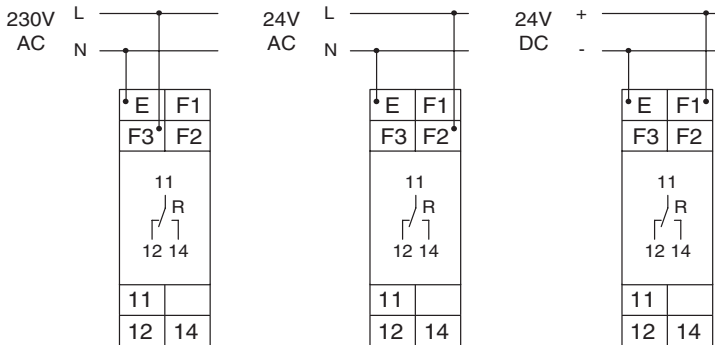 230V AC L N
E F1
F3 F2
11
R
12 14
11
12 14
24V AC L N
E F1
F3 F2
11
R
12 14
11
12 14
24V DC + -
E F1
F3 F2
11
R
12 14
11
12 14